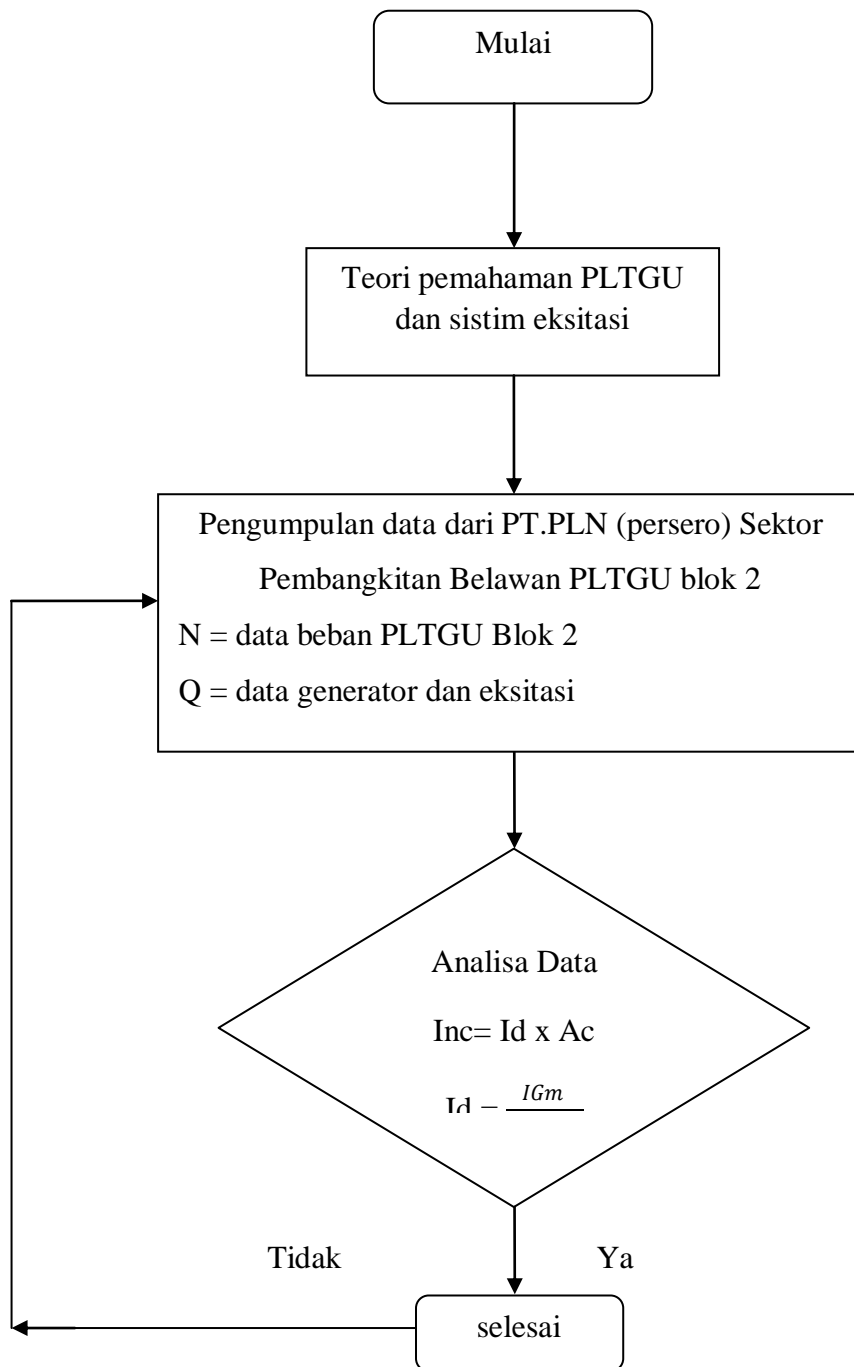 Mulai
Teori pemahaman PLTGU
dan sistim eksitasi
Pengumpulan data dari PT.PLN (persero) Sektor
Pembangkitan Belawan PLTGU blok 2
N = data beban PLTGU Blok 2
Q = data generator dan eksitasi
Analisa Data
Inc= Id x Ac
Id = IGm
Tidak Ya
selesai